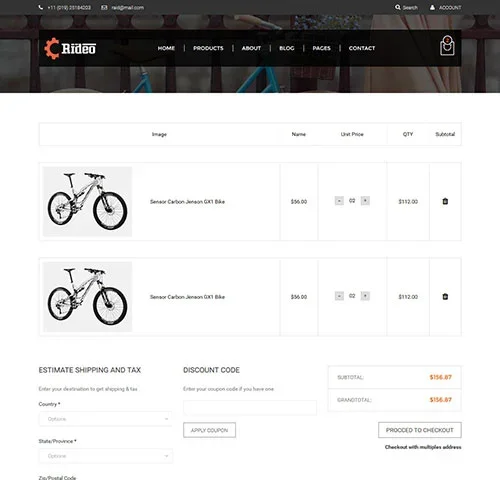 +11 (019) 25184203 raid@mail.com Search ACCOUNT
Rideo HOME PRODUCTS ABOUT BLOG PAGES CONTACT
Image Name Unit Price QTY Subtotal
Sensor Carbon Jenson GX1 Bike $56.00 - 02 + $112.00
Sensor Carbon Jenson GX1 Bike $56.00 - 02 + $112.00
ESTIMATE SHIPPING AND TAX
Enter your destination to get shipping & tax
Country *
Options
State/Province *
Options
Zip/Postal Code
DISCOUNT CODE
Enter your coupon code if you have one
APPLY COUPON
SUBTOTAL: $156.87
GRANDTOTAL: $156.87
PROCCED TO CHECKOUT
Checkout with multiples address